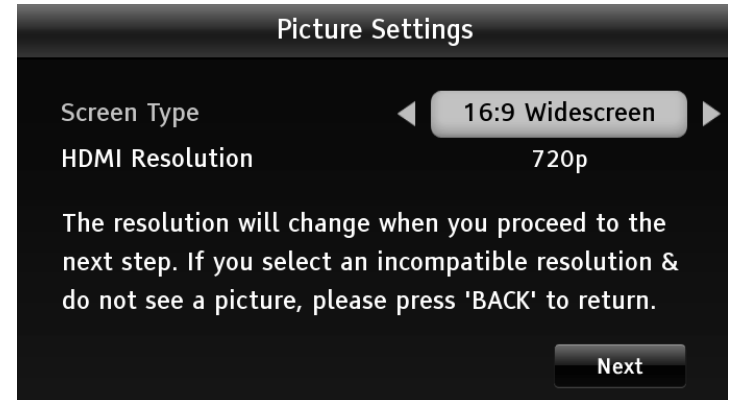 Picture Settings
Screen Type 16:9 Widescreen
HDMI Resolution 720p
The resolution will change when you proceed to the
next step. If you select an incompatible resolution &
do not see a picture, please press 'BACK' to return.
Next